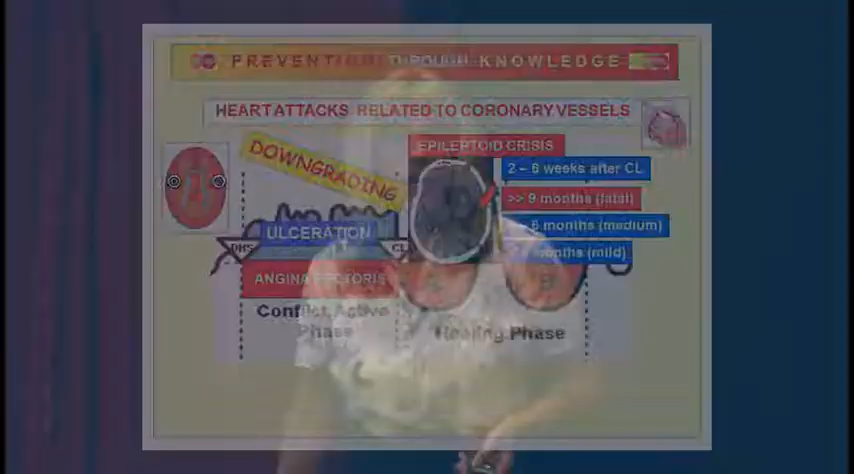 PREVENTION THROUGH KNOWLEDGE
HEART ATTACKS RELATED TO CORONARY VESSELS
EPILEPTOID CRISIS
DOWNGRADING
2 – 6 weeks after CL
>> 9 months (fatal)
6 months (medium)
months (mild)
ULCERATION
DHS
CL
ANGINA PECTORIS
A
B
Conflict Active
Phase
Healing Phase